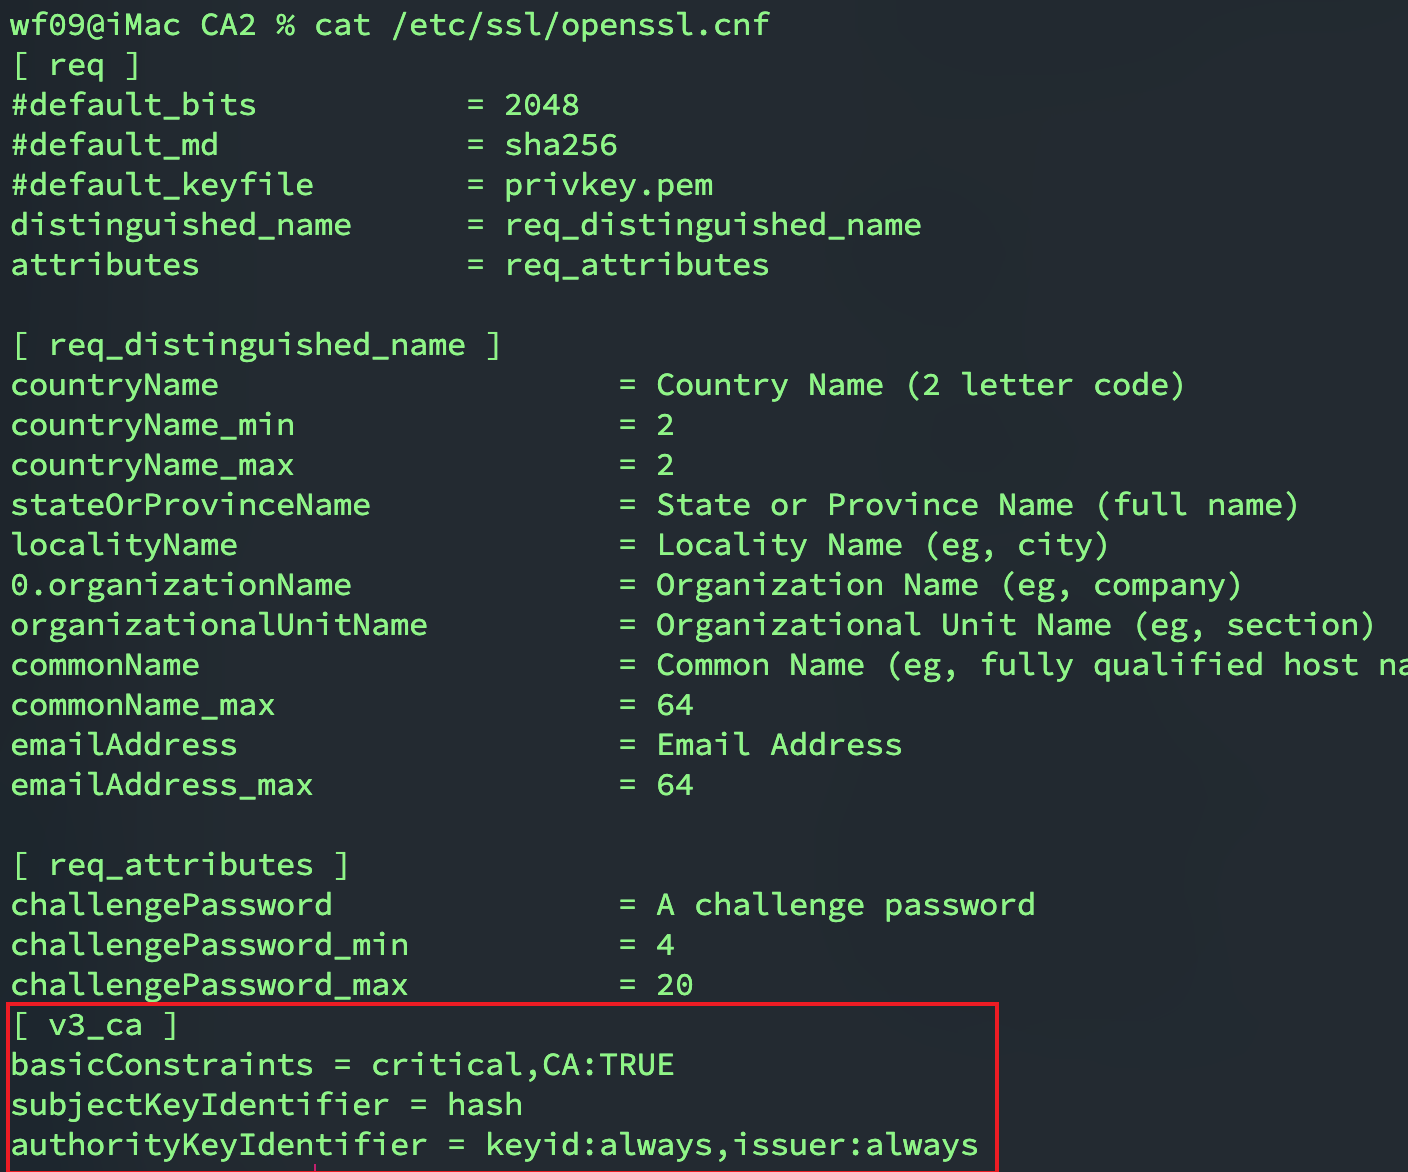 wf09@iMac CA2 % cat /etc/ssl/openssl.cnf
[ req ]
#default_bits = 2048
#default_md = sha256
#default_keyfile = privkey.pem
distinguished_name = req_distinguished_name
attributes = req_attributes
[ req_distinguished_name ]
countryName = Country Name (2 letter code)
countryName_min = 2
countryName_max = 2
stateOrProvinceName = State or Province Name (full name)
localityName = Locality Name (eg, city)
0.organizationName = Organization Name (eg, company)
organizationalUnitName = Organizational Unit Name (eg, section)
commonName = Common Name (eg, fully qualified host na
commonName_max = 64
emailAddress = Email Address
emailAddress_max = 64
[ req_attributes ]
challengePassword = A challenge password
challengePassword_min = 4
challengePassword_max = 20
[ v3_ca ]
basicConstraints = critical,CA:TRUE
subjectKeyIdentifier = hash
authorityKeyIdentifier = keyid:always,issuer:always